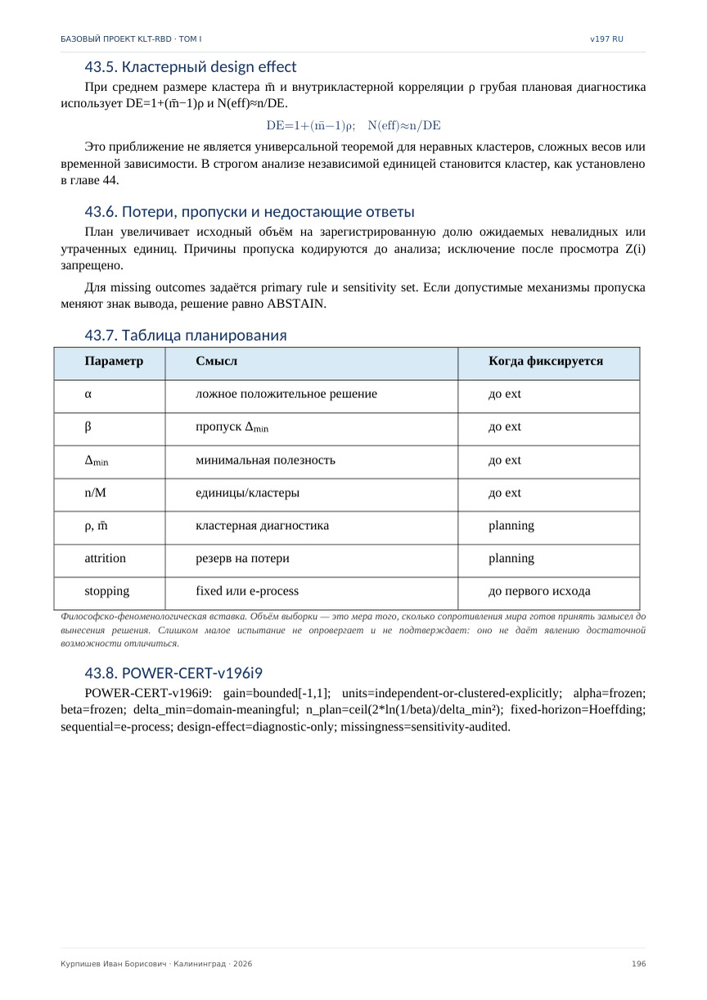 БАЗОВЫЙ ПРОЕКТ KLT-RBD · ТОМ I
v197 RU
43.5. Кластерный design effect
При среднем размере кластера m̄ и внутрикластерной корреляции ρ грубая плановая диагностика
использует DE=1+(m̄−1)ρ и N(eff)≈n/DE.
DE=1+(m̄−1)ρ; N(eff)≈n/DE
Это приближение не является универсальной теоремой для неравных кластеров, сложных весов или
временной зависимости. В строгом анализе независимой единицей становится кластер, как установлено
в главе 44.
43.6. Потери, пропуски и недостающие ответы
План увеличивает исходный объём на зарегистрированную долю ожидаемых невалидных или
утраченных единиц. Причины пропуска кодируются до анализа; исключение после просмотра Z(i)
запрещено.
Для missing outcomes задаётся primary rule и sensitivity set. Если допустимые механизмы пропуска
меняют знак вывода, решение равно ABSTAIN.
43.7. Таблица планирования
Параметр Смысл Когда фиксируется
α ложное положительное решение до ext
β пропуск Δmin до ext
Δmin минимальная полезность до ext
n/M единицы/кластеры до ext
ρ, m̄ кластерная диагностика planning
attrition резерв на потери planning
stopping fixed или e-process до первого исхода
Философско-феноменологическая вставка. Объём выборки — это мера того, сколько сопротивления мира готов принять замысел до
вынесения решения. Слишком малое испытание не опровергает и не подтверждает: оно не даёт явлению достаточной
возможности отличиться.
43.8. POWER-CERT-v196i9
POWER-CERT-v196i9: gain=bounded[-1,1]; units=independent-or-clustered-explicitly; alpha=frozen;
beta=frozen; delta_min=domain-meaningful; n_plan=ceil(2*ln(1/beta)/delta_min²); fixed-horizon=Hoeffding;
sequential=e-process; design-effect=diagnostic-only; missingness=sensitivity-audited.
Курпишев Иван Борисович · Калининград · 2026
196